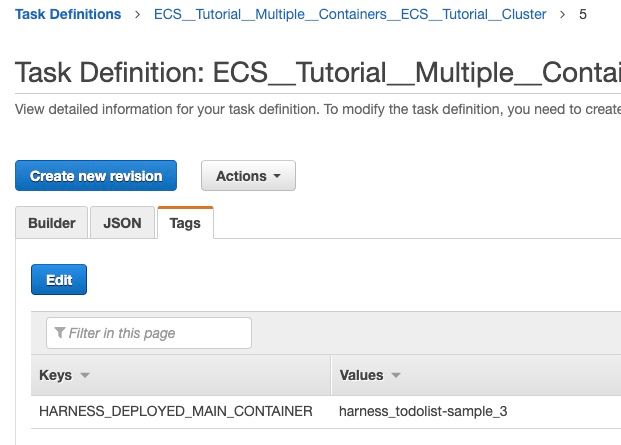 Task Definitions > ECS__Tutorial__Multiple__Containers__ECS__Tutorial__Cluster > 5
Task Definition: ECS__Tutorial__Multiple__Contai
View detailed information for your task definition. To modify the task definition, you need to create
Create new revision Actions
Builder JSON Tags
Edit
Filter in this page
Keys Values
HARNESS_DEPLOYED_MAIN_CONTAINER harness_todolist-sample_3